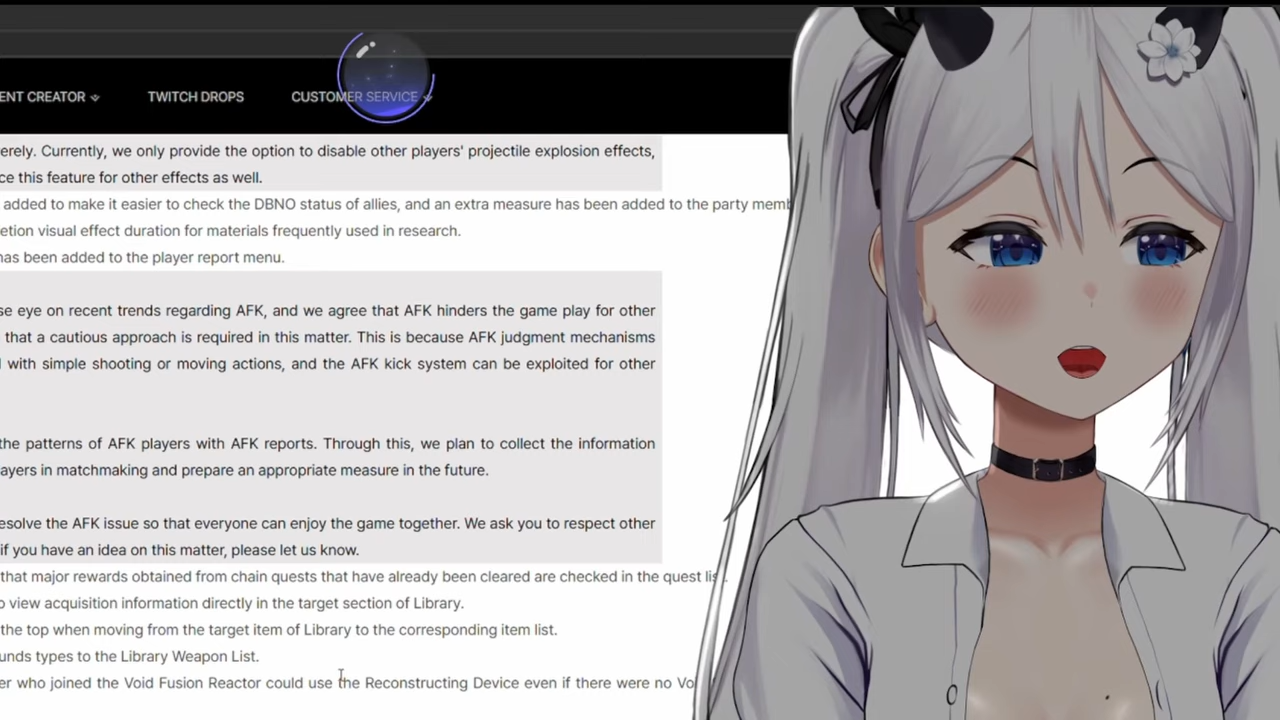 ENT CREATOR TWITCH DROPS CUSTOMER SERVICE
erely. Currently, we only provide the option to disable other players' projectile explosion effects,
ce this feature for other effects as well.
added to make it easier to check the DBNO status of allies, and an extra measure has been added to the party memb
etion visual effect duration for materials frequently used in research.
has been added to the player report menu.
se eye on recent trends regarding AFK, and we agree that AFK hinders the game play for other
that a cautious approach is required in this matter. This is because AFK judgment mechanisms
with simple shooting or moving actions, and the AFK kick system can be exploited for other
the patterns of AFK players with AFK reports. Through this, we plan to collect the information
ayers in matchmaking and prepare an appropriate measure in the future.
esolve the AFK issue so that everyone can enjoy the game together. We ask you to respect other
if you have an idea on this matter, please let us know.
that major rewards obtained from chain quests that have already been cleared are checked in the quest lis
o view acquisition information directly in the target section of Library.
the top when moving from the target item of Library to the corresponding item list.
unds types to the Library Weapon List.
er who joined the Void Fusion Reactor could use the Reconstructing Device even if there were no Vo